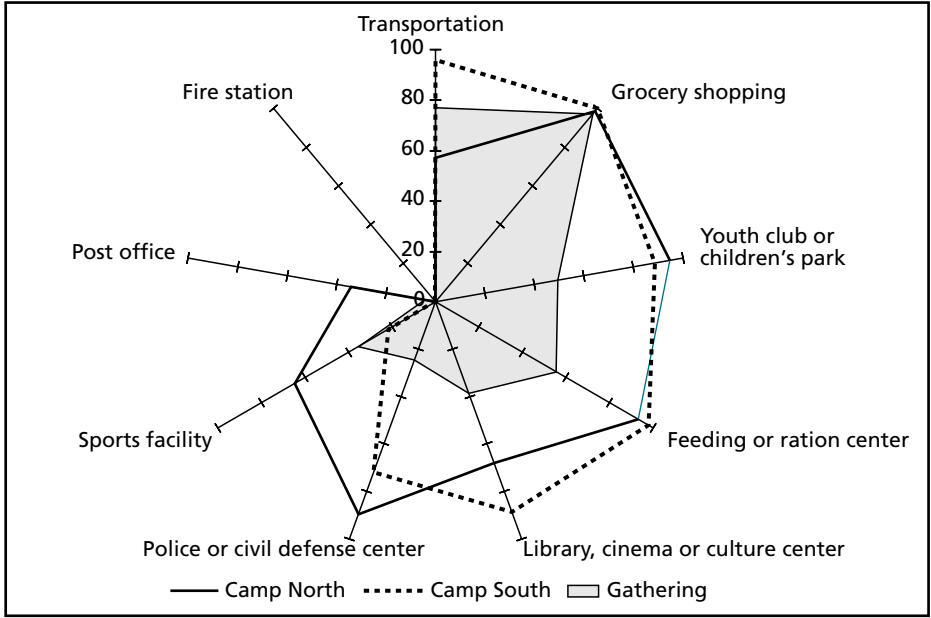 Transportation
100
Fire station
Grocery shopping
80
60
40
Youth club or
children's park
Post office
20
0
Sports facility
Feeding or ration center
Police or civil defense center
Library, cinema or culture center
Camp North
Camp South
Gathering